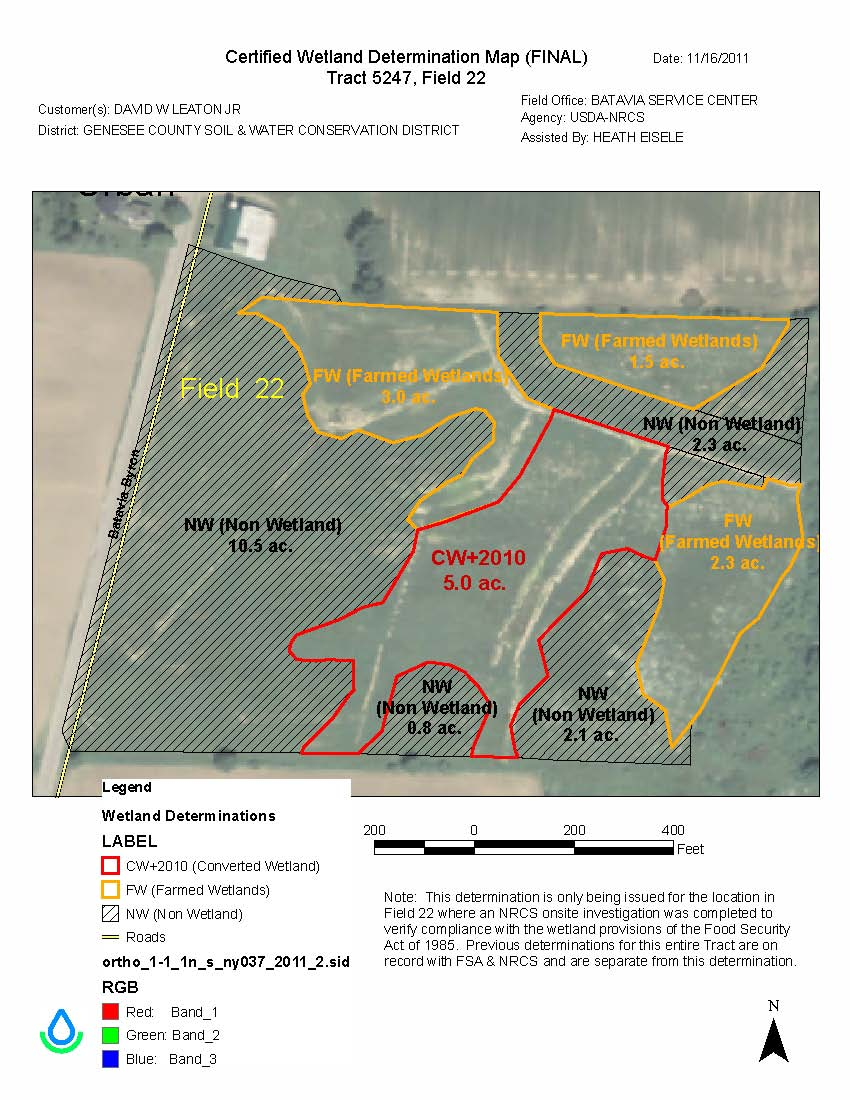 Certified Wetland Determination Map (FINAL)
Tract 5247, Field 22
Date: 11/16/2011
Customer(s): DAVID W LEATON JR
District: GENESEE COUNTY SOIL & WATER CONSERVATION DISTRICT
Field Office: BATAVIA SERVICE CENTER
Agency: USDA-NRCS
Assisted By: HEATH EISELE
FW (Farmed Wetlands)
1.5 ac.
FW (Farmed Wetlands)
3.0 ac.
Field 22
NW (Non Wetland)
2.3 ac.
Batavia Byron
NW (Non Wetland)
10.5 ac.
FW
(Farmed Wetlands)
2.3 ac.
CW+2010
5.0 ac.
NW
(Non Wetland)
0.8 ac.
NW
(Non Wetland)
2.1 ac.
Legend
Wetland Determinations
LABEL
CW+2010 (Converted Wetland)
FW (Farmed Wetlands)
NW (Non Wetland)
Roads
ortho_1-1_1n_s_ny037_2011_2.sid
RGB
Red: Band_1
Green: Band_2
Blue: Band_3
200 0 200 400
Feet
Note: This determination is only being issued for the location in
Field 22 where an NRCS onsite investigation was completed to
verify compliance with the wetland provisions of the Food Security
Act of 1985. Previous determinations for this entire Tract are on
record with FSA & NRCS and are separate from this determination.
N